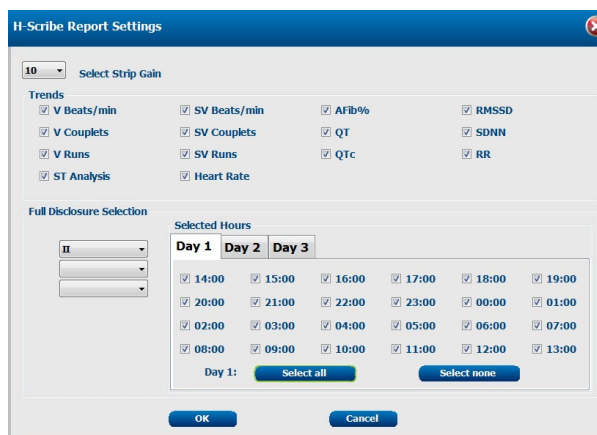 H-Scribe Report Settings
10 Select Strip Gain
Trends
V Beats/min SV Beats/min AFib% RMSSD
V Couplets SV Couplets QT SDNN
V Runs SV Runs QTc RR
ST Analysis Heart Rate
Full Disclosure Selection
Selected Hours
II
Day 1 Day 2 Day 3
14:00 15:00 16:00 17:00 18:00 19:00
20:00 21:00 22:00 23:00 00:00 01:00
02:00 03:00 04:00 05:00 06:00 07:00
08:00 09:00 10:00 11:00 12:00 13:00
Day 1: Select all Select none
OK Cancel